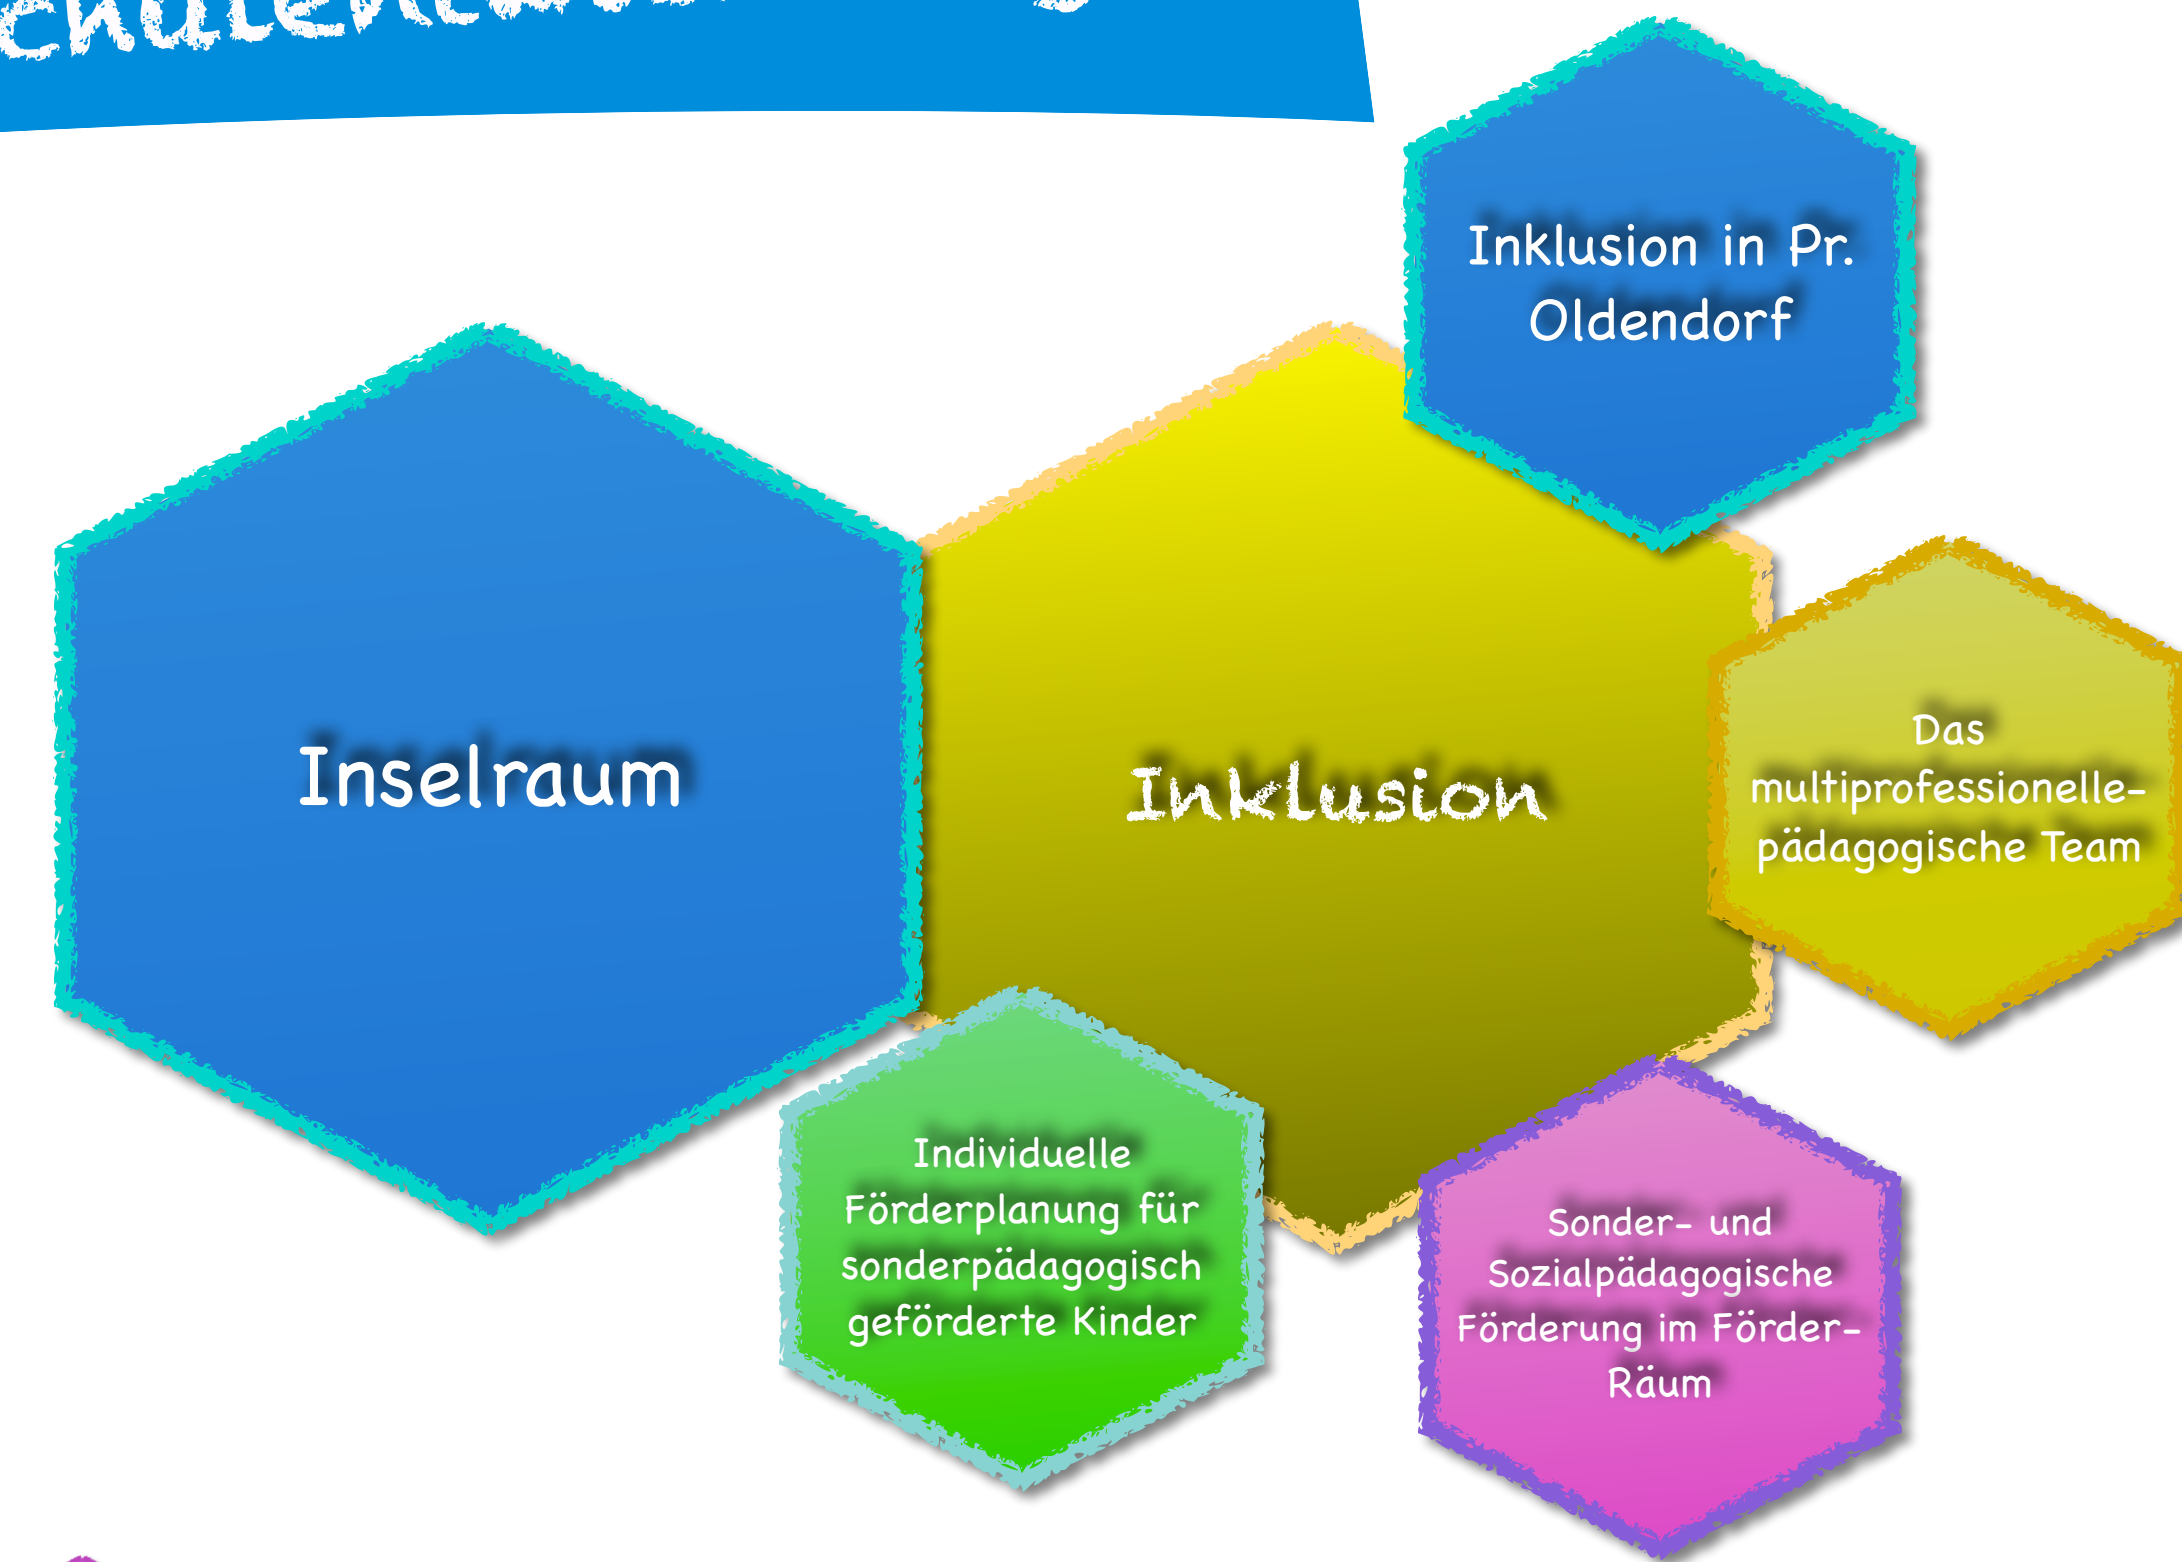 Inklusion in Pr.
Oldendorf
Inselraum
Inklusion
Das
multiprofessionelle-
pädagogische Team
Individuelle
Förderplanung für
sonderpädagogisch
geförderte Kinder
Sonder- und
Sozialpädagogische
Förderung im Förder-
Räum